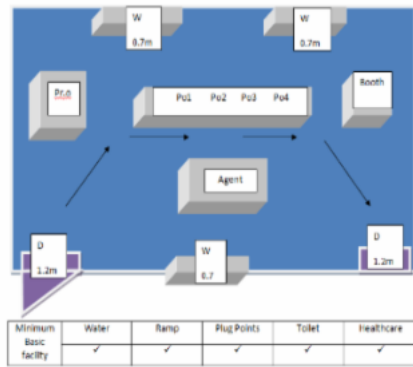 W
0.7m
W
0.7m
Pr.o
Po1 Po2 Po3 Po4
Booth
Agent
D
1.2m
W
0.7
D
1.2m
Minimum Basic facility Water Ramp Plug Points Toilet Healthcare
✓ ✓ ✓ ✓ ✓